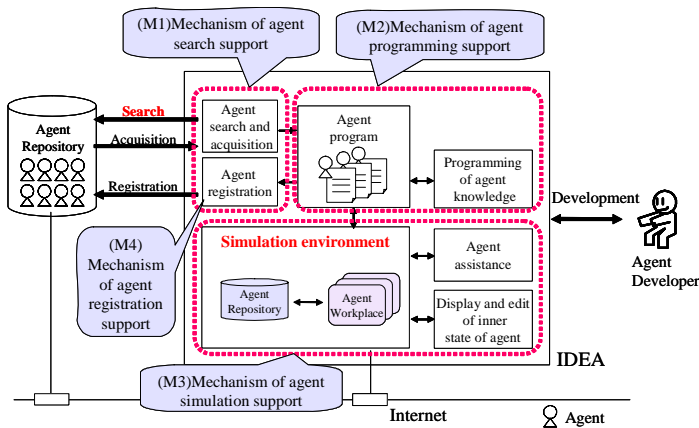 (M1)Mechanism of agent
search support
(M2)Mechanism of agent
programming support
Search
Agent
Repository
Acquisition
Registration
Agent
search and
acquisition
Agent
registration
Agent
program
Programming
of agent
knowledge
Development
Agent
Developer
(M4)
Mechanism
of agent
registration
support
Simulation environment
Agent
Repository
Agent
Workplace
Agent
assistance
Display and edit
of inner
state of agent
IDEA
(M3)Mechanism of agent
simulation support
Internet
Agent